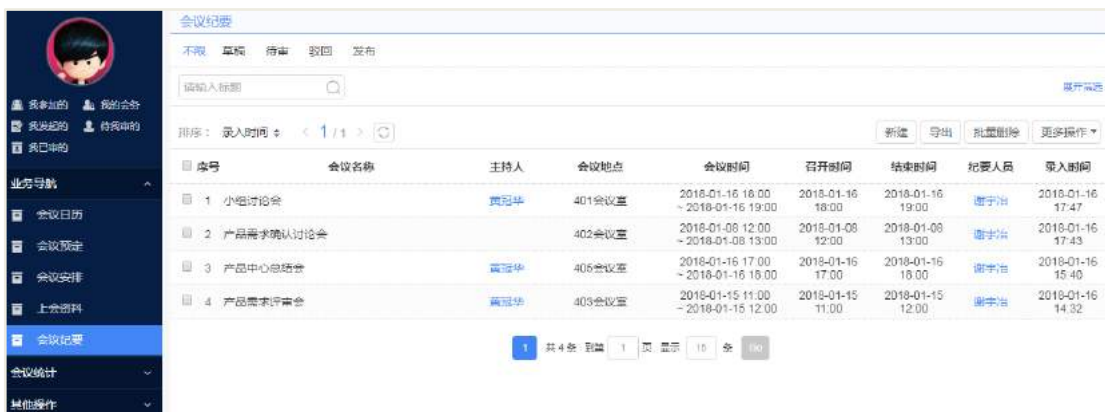 我参加的 我的会务
我发起的 待我审的
我已审的
业务导航
会议日历
会议预定
会议安排
上会资料
会议纪要
会议统计
其他操作
会议纪要
不限 草稿 待审 驳回 发布
请输入标题
展开筛选
排序： 录入时间 1 / 1
新建 导出 批量删除 更多操作
序号 会议名称 主持人 会议地点 会议时间 召开时间 结束时间 纪要人员 录入时间
1 小组讨论会 黄冠华 401会议室 2018-01-16 18:00 ~ 2018-01-16 19:00 2018-01-16 18:00 2018-01-16 19:00 谢宇冶 2018-01-16 17:47
2 产品需求确认讨论会 402会议室 2018-01-08 12:00 ~ 2018-01-08 13:00 2018-01-08 12:00 2018-01-08 13:00 谢宇冶 2018-01-16 17:43
3 产品中心总结会 黄冠华 405会议室 2018-01-16 17:00 ~ 2018-01-16 18:00 2018-01-16 17:00 2018-01-16 18:00 谢宇冶 2018-01-16 15:40
4 产品需求评审会 黄冠华 403会议室 2018-01-15 11:00 ~ 2018-01-15 12:00 2018-01-15 11:00 2018-01-15 12:00 谢宇冶 2018-01-16 14:32
1 共4条 到第 1 页 显示 15 条 Go